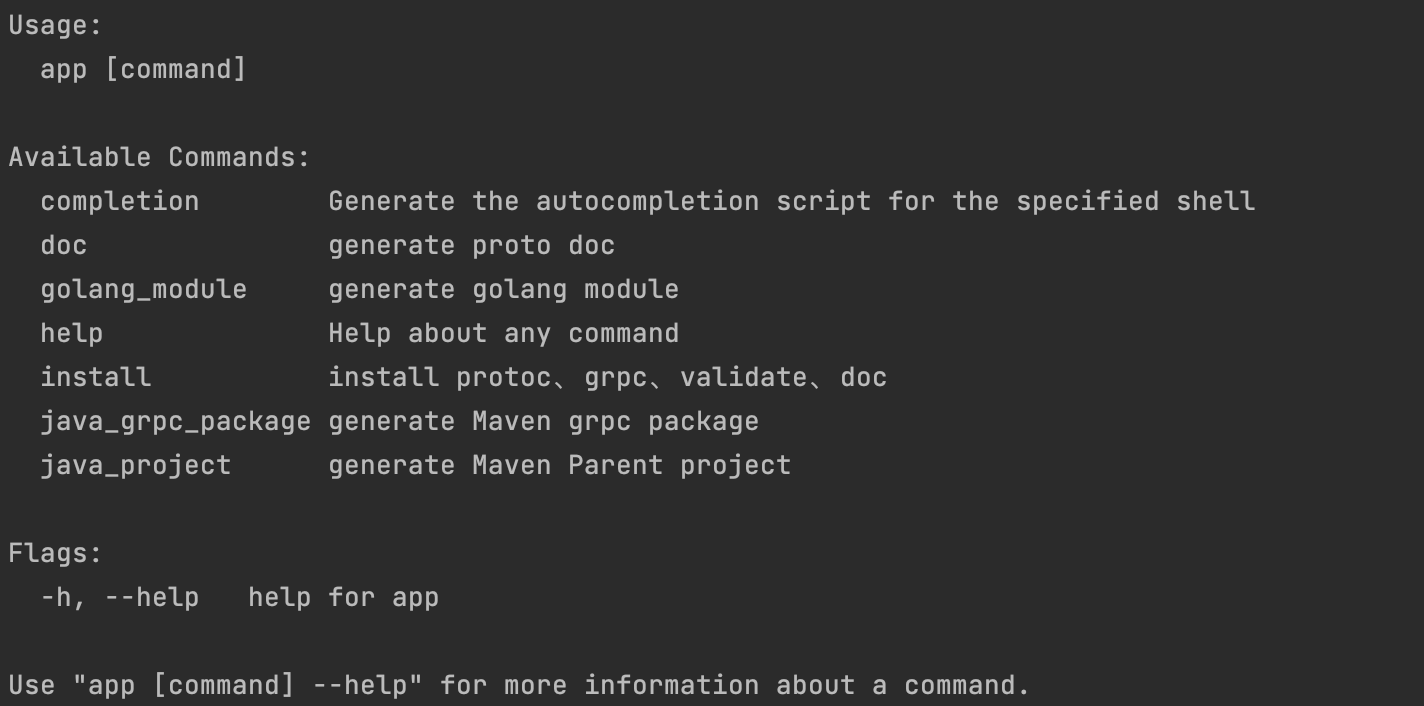 Usage:
  app [command]

Available Commands:
  completion        Generate the autocompletion script for the specified shell
  doc               generate proto doc
  golang_module     generate golang module
  help              Help about any command
  install           install protoc、grpc、validate、doc
  java_grpc_package generate Maven grpc package
  java_project      generate Maven Parent project

Flags:
  -h, --help   help for app

Use "app [command] --help" for more information about a command.